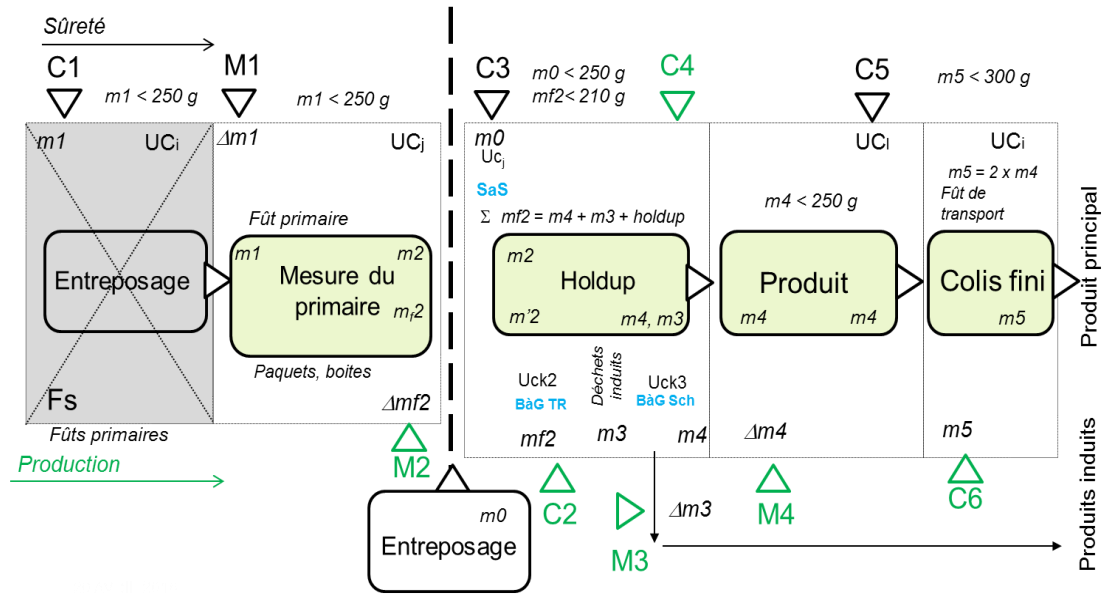 Sûreté
C1
m1 < 250 g
M1
m1 < 250 g
C3
m0 < 250 g
mf2< 210 g
C4
C5
m5 < 300 g
m1
UCi
Δm1
UCj
m0
Ucj
SaS
Σ mf2 = m4 + m3 + holdup
UCl
m4 < 250 g
UCi
m5 = 2 x m4
Fût de
transport
Fût primaire
Entreposage
m1
m2
Mesure du
primaire
mf2
Paquets, boites
m2
Holdup
m'2
m4, m3
Produit
m4
m4
Colis fini
m5
Produit principal
Fs
Δmf2
Fûts primaires
Production
M2
Uck2
BàG TR
mf2
Déchets
induits
m3
Uck3
BàG Sch
m4
Δm4
m5
m0
Entreposage
C2
M3
Δm3
M4
C6
Produits induits